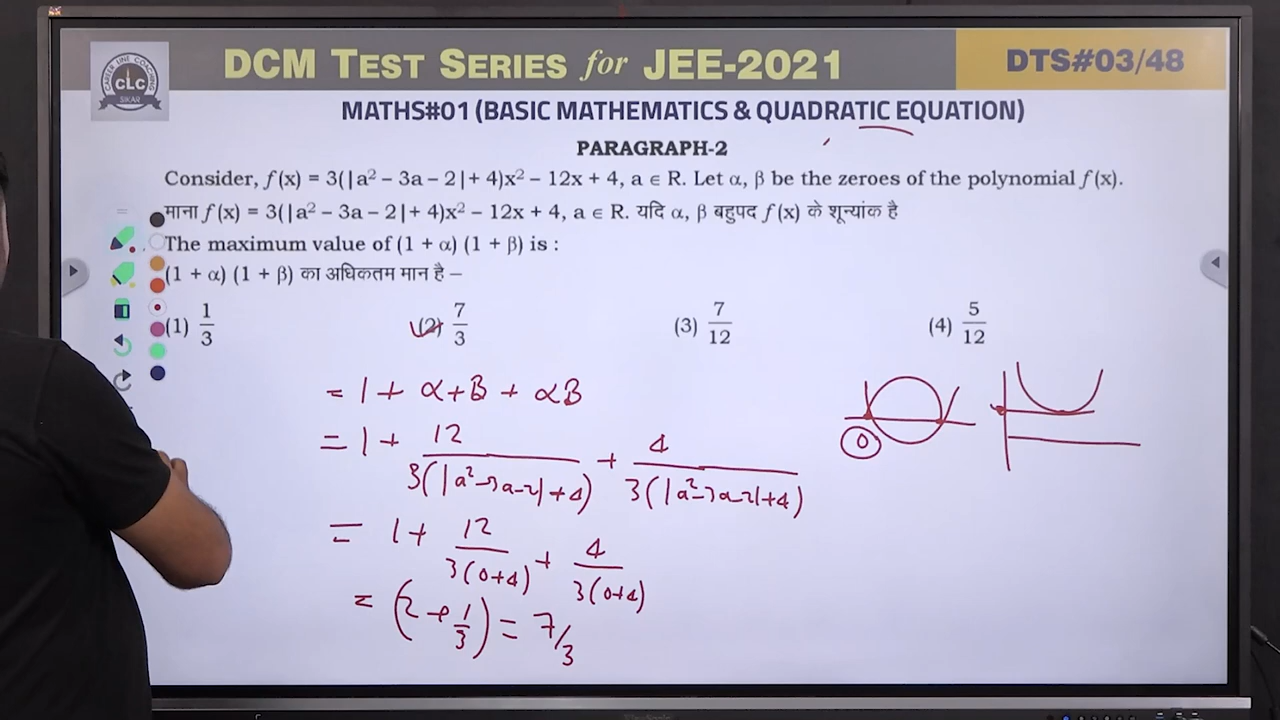 DCM TEST SERIES for JEE-2021
DTS#03/48
CAREER LINE COACHING
CLC
SIKAR
MATHS#01 (BASIC MATHEMATICS & QUADRATIC EQUATION)
PARAGRAPH-2
Consider, f(x) = 3(|a² – 3a – 2|+ 4)x² – 12x + 4, a ∈ R. Let α, β be the zeroes of the polynomial f(x).
माना f(x) = 3(|a² – 3a – 2|+ 4)x² – 12x + 4, a ∈ R. यदि α, β बहुपद f(x) के शून्यांक है
The maximum value of (1 + α) (1 + β) is :
(1 + α) (1 + β) का अधिकतम मान है –
(1) 1/3 (2) 7/3 (3) 7/12 (4) 5/12
= 1 + α+β + αβ
= 1 + 12/3(|a²-3a-2|+4) + 4/3(|a²-3a-2|+4)
0
= 1+ 12/3(0+4) + 4/3(0+4)
= (2+1/3) = 7/3